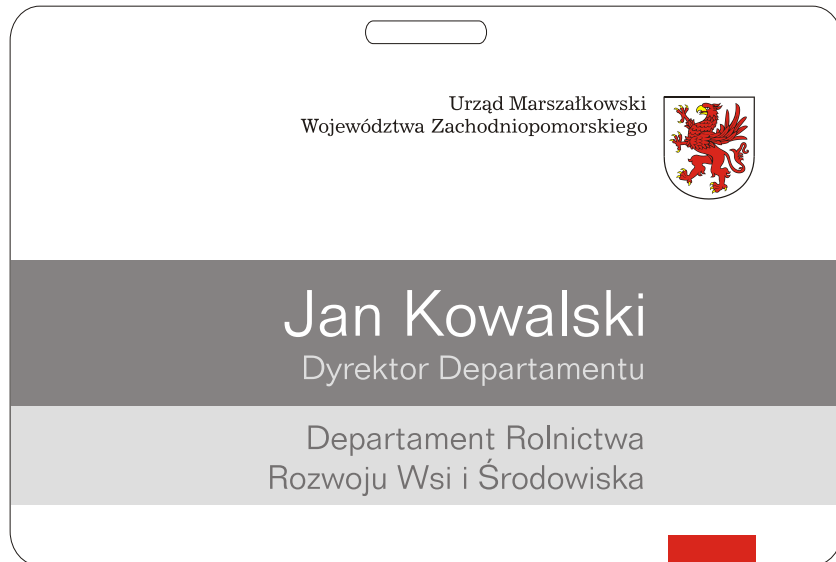 Urząd Marszałkowski
Województwa Zachodniopomorskiego
Jan Kowalski
Dyrektor Departamentu
Departament Rolnictwa
Rozwoju Wsi i Środowiska